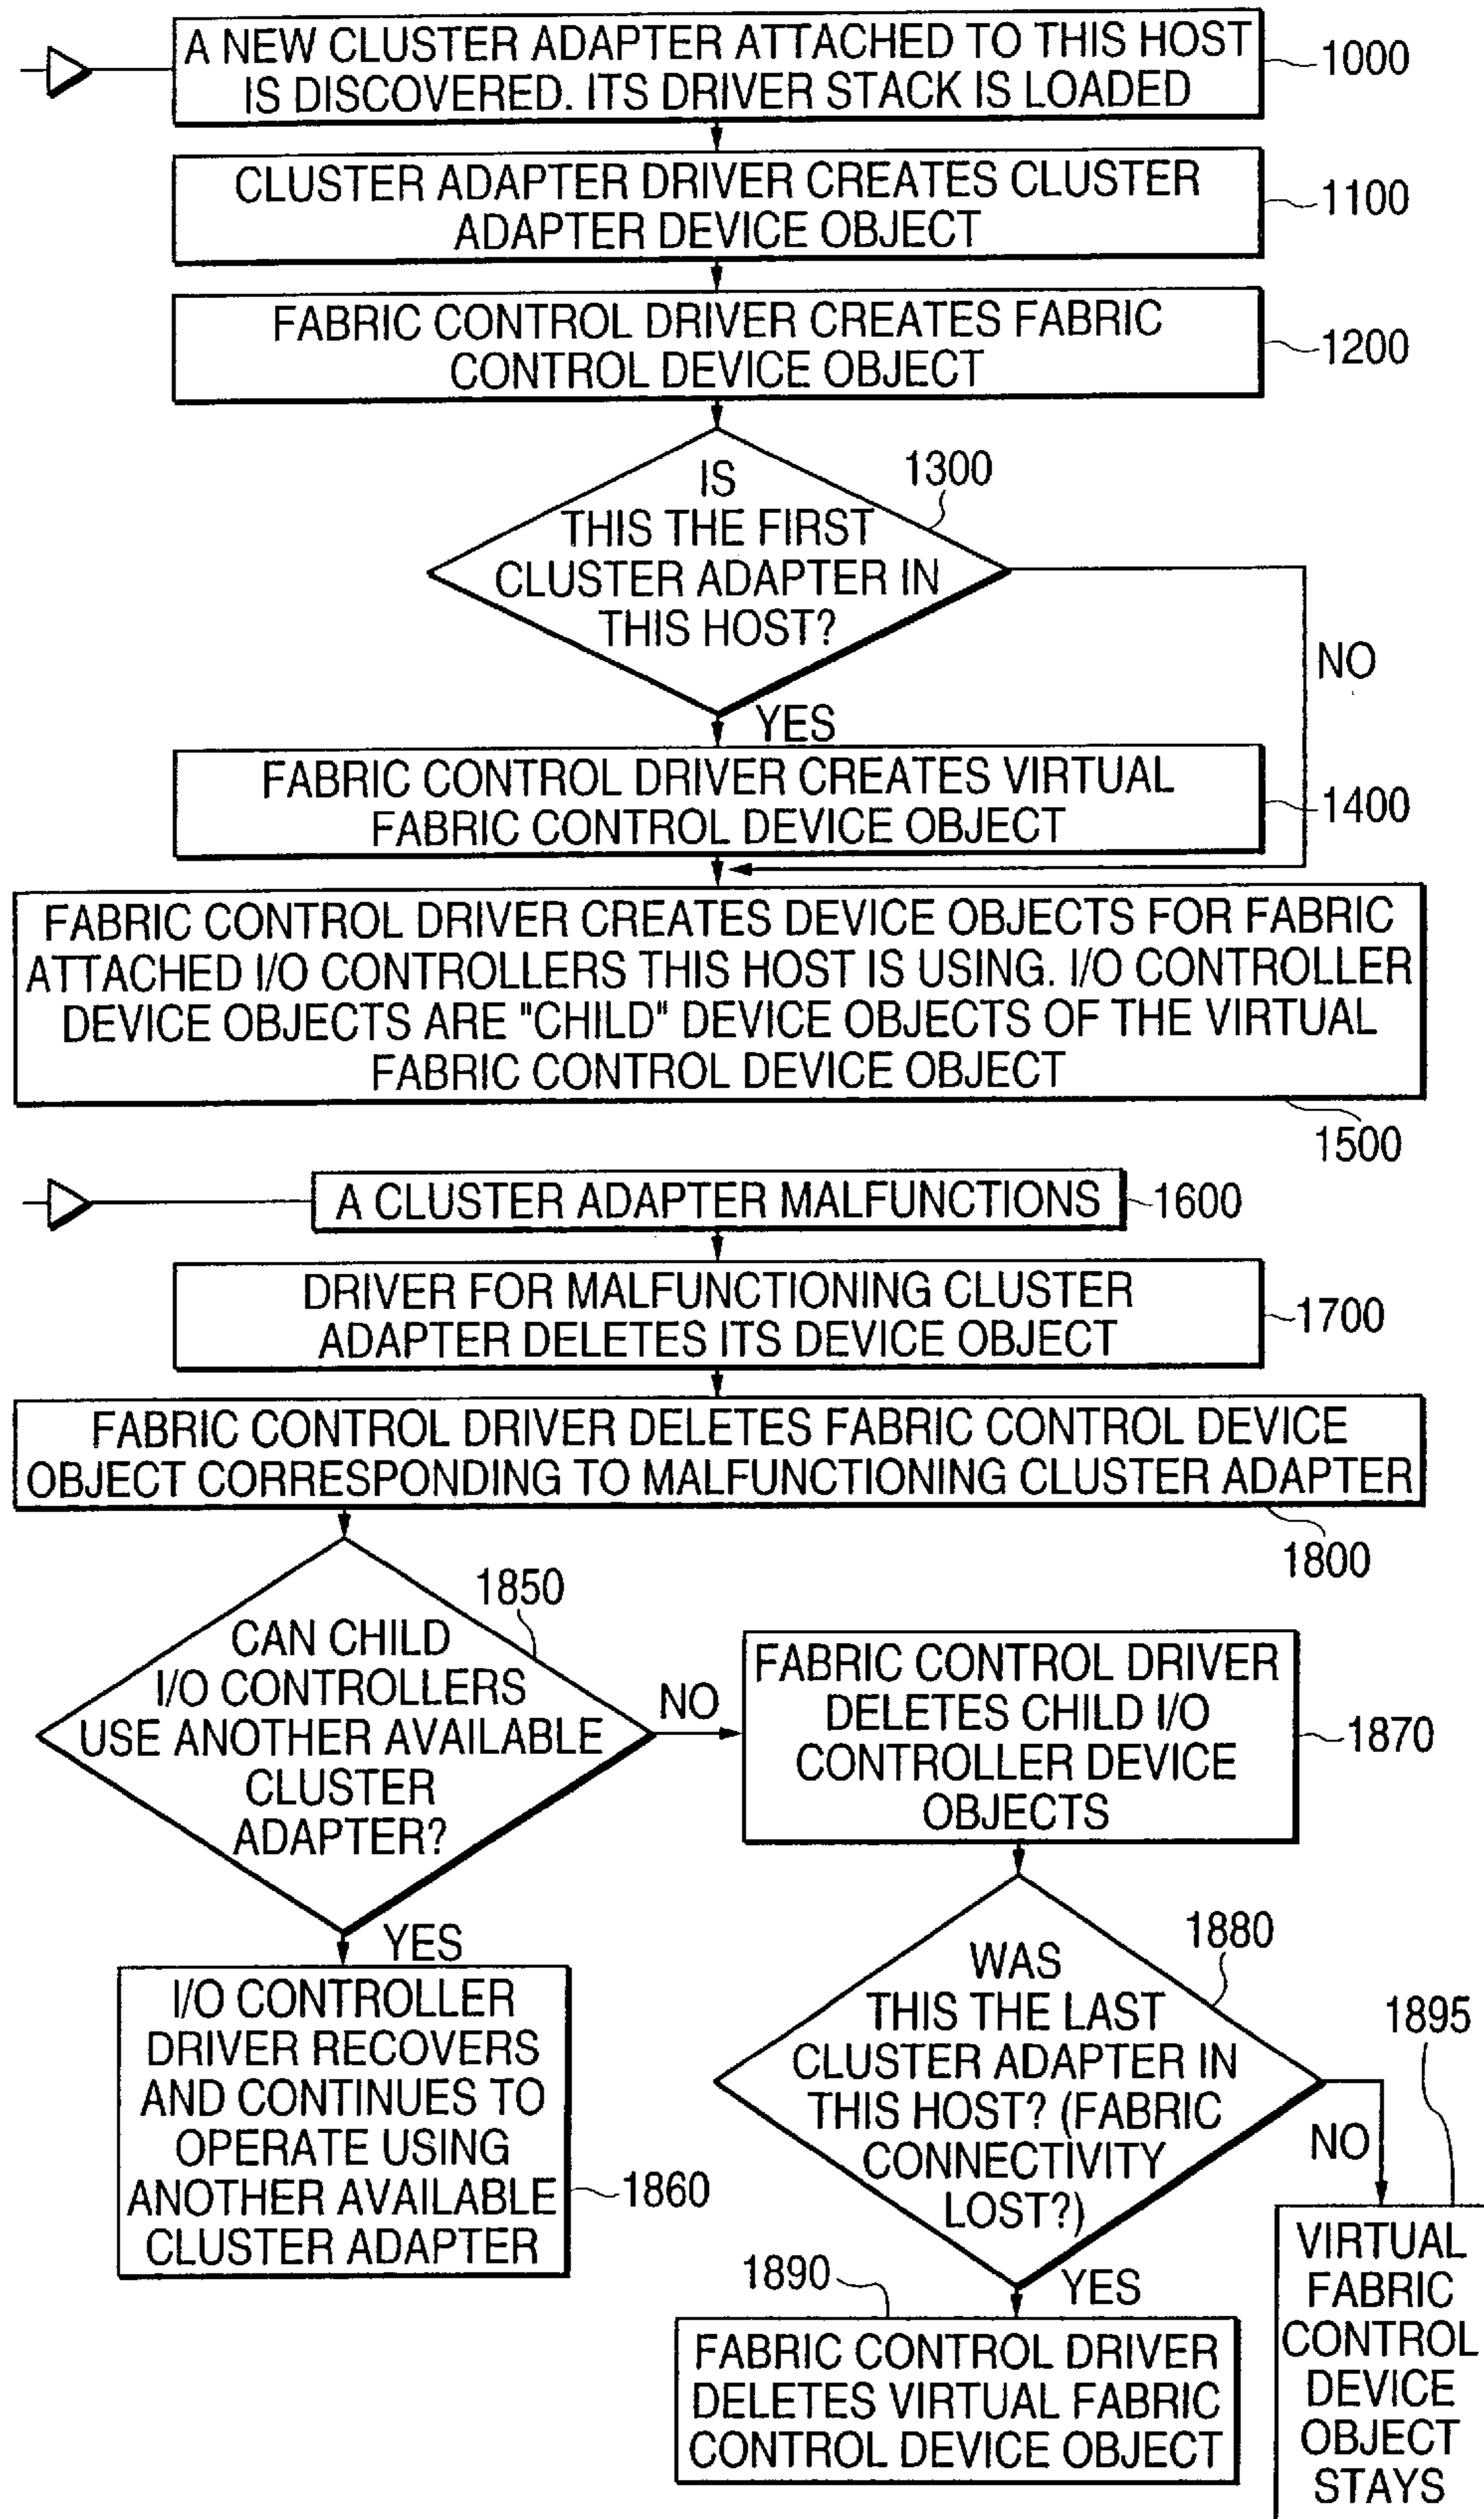 A NEW CLUSTER ADAPTER ATTACHED TO THIS HOST
IS DISCOVERED. ITS DRIVER STACK IS LOADED
1000
CLUSTER ADAPTER DRIVER CREATES CLUSTER
ADAPTER DEVICE OBJECT
1100
FABRIC CONTROL DRIVER CREATES FABRIC
CONTROL DEVICE OBJECT
1200
IS
THIS THE FIRST
CLUSTER ADAPTER IN
THIS HOST?
1300
NO
YES
FABRIC CONTROL DRIVER CREATES VIRTUAL
FABRIC CONTROL DEVICE OBJECT
1400
FABRIC CONTROL DRIVER CREATES DEVICE OBJECTS FOR FABRIC
ATTACHED I/O CONTROLLERS THIS HOST IS USING. I/O CONTROLLER
DEVICE OBJECTS ARE "CHILD" DEVICE OBJECTS OF THE VIRTUAL
FABRIC CONTROL DEVICE OBJECT
1500
A CLUSTER ADAPTER MALFUNCTIONS
1600
DRIVER FOR MALFUNCTIONING CLUSTER
ADAPTER DELETES ITS DEVICE OBJECT
1700
FABRIC CONTROL DRIVER DELETES FABRIC CONTROL DEVICE
OBJECT CORRESPONDING TO MALFUNCTIONING CLUSTER ADAPTER
1800
CAN CHILD
I/O CONTROLLERS
USE ANOTHER AVAILABLE
CLUSTER
ADAPTER?
1850
NO
YES
FABRIC CONTROL DRIVER
DELETES CHILD I/O
CONTROLLER DEVICE
OBJECTS
1870
I/O CONTROLLER
DRIVER RECOVERS
AND CONTINUES TO
OPERATE USING
ANOTHER AVAILABLE
CLUSTER ADAPTER
1860
WAS
THIS THE LAST
CLUSTER ADAPTER IN
THIS HOST? (FABRIC
CONNECTIVITY
LOST?)
1880
NO
YES
1890
FABRIC CONTROL DRIVER
DELETES VIRTUAL FABRIC
CONTROL DEVICE OBJECT
1895
VIRTUAL
FABRIC
CONTROL
DEVICE
OBJECT
STAYS